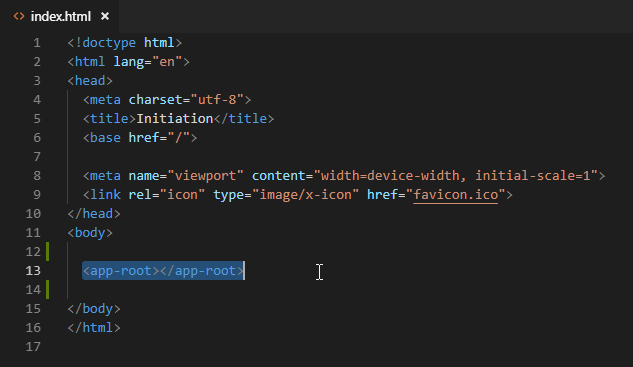 <> index.html ×
1 <!doctype html>
2 <html lang="en">
3 <head>
4 <meta charset="utf-8">
5 <title>Initiation</title>
6 <base href="/">
7
8 <meta name="viewport" content="width=device-width, initial-scale=1">
9 <link rel="icon" type="image/x-icon" href="favicon.ico">
10 </head>
11 <body>
12
13 <app-root></app-root>
14
15 </body>
16 </html>
17